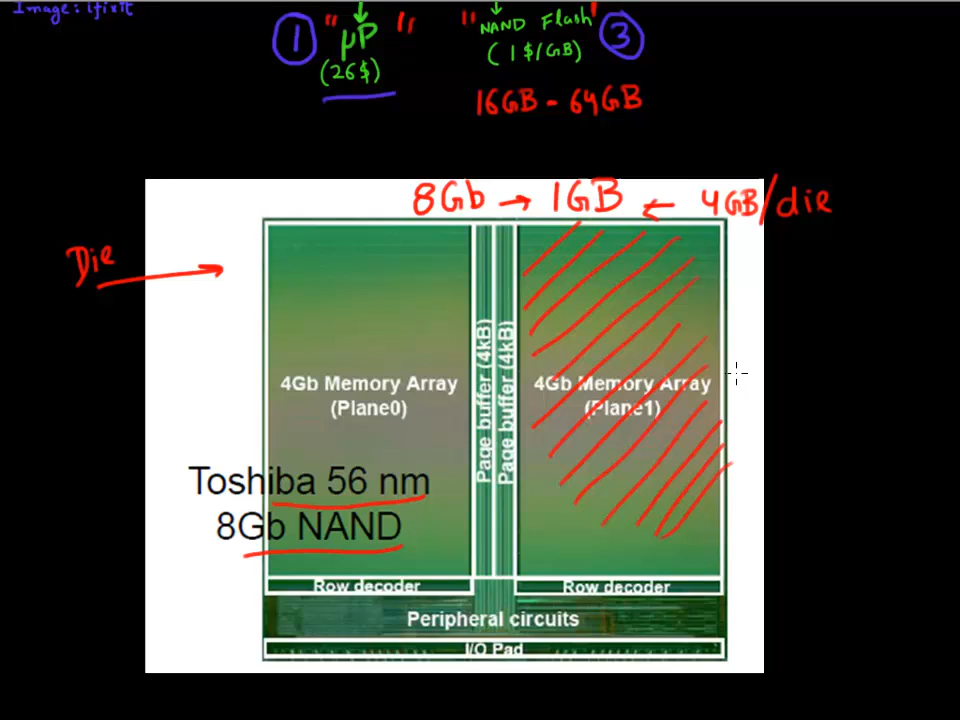 Image: ifixit
① "μP" "NAND Flash" ③
(26$) (1$/GB)
16GB - 64GB
8Gb → 1GB ← 4GB/die
Die
Page buffer (4kB)
Page buffer (4kB)
4Gb Memory Array
(Plane0)
4Gb Memory Array
(Plane1)
Toshiba 56 nm
8Gb NAND
Row decoder
Row decoder
Peripheral circuits
I/O Pad